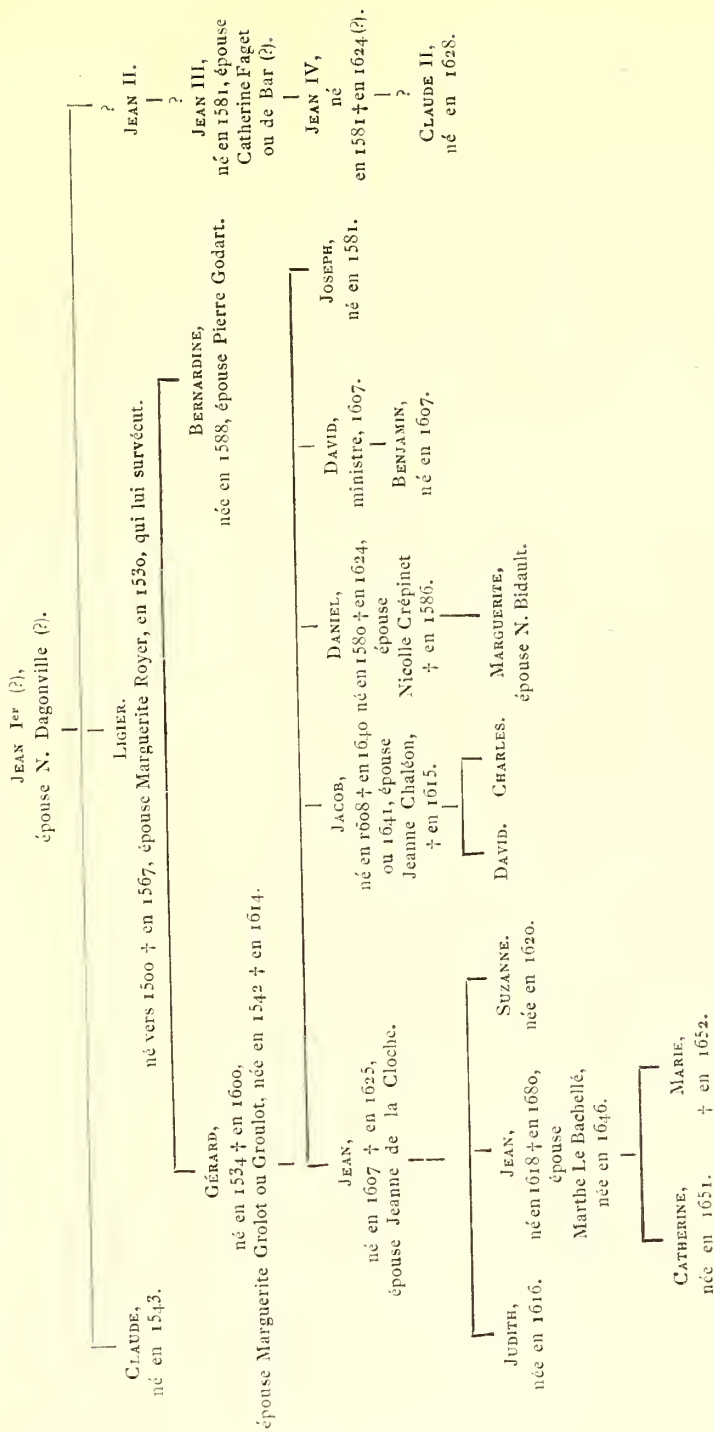 JEAN Ier (?),
épouse N. Dagonville (?).
CLAUDE,
né en 1543.
LIGIER.
né vers 1500 † en 1567, épouse Marguerite Royer, en 1530, qui lui survécut.
?
JEAN II.
?
JEAN III,
né en 1581, épouse
Catherine Faget
ou de Bar (?).
JEAN IV,
né
en 1581 † en 1624 (?).
?
CLAUDE II,
né en 1628.
GÉRARD,
né en 1534 † en 1600,
épouse Marguerite Grolot ou Groulot, née en 1542 † en 1614.
BERNARDINE,
née en 1588, épouse Pierre Godart.
JEAN,
né en 1607 † en 1625,
épouse Jeanne de la Cloche.
JACOB,
né en 1608 † en 1640
ou 1641, épouse
Jeanne Chaléon,
† en 1615.
DANIEL,
né en 1580 † en 1624,
épouse
Nicolle Crépinet
† en 1586.
DAVID,
ministre, 1607.
JOSEPH,
né en 1581.
JUDITH,
née en 1616.
JEAN,
né en 1618 † en 1680,
épouse
Marthe Le Bachellé,
née en 1646.
SUZANNE.
née en 1620.
DAVID. CHARLES.
MARGUERITE,
épouse N. Bidault.
BENJAMIN,
né en 1607.
CATHERINE,
née en 1651.
MARIE,
† en 1652.